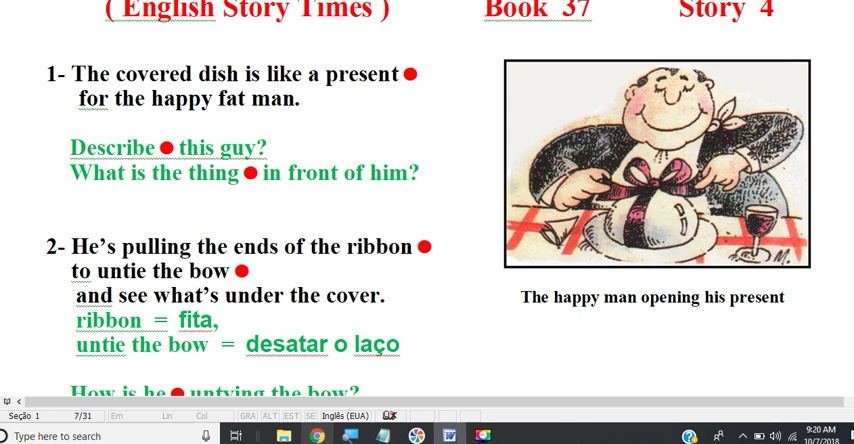 ( English Story Times ) Book 37 Story 4
1- The covered dish is like a present
for the happy fat man.
Describe this guy?
What is the thing in front of him?
2- He's pulling the ends of the ribbon
to untie the bow
and see what's under the cover.
ribbon = fita,
untie the bow = desatar o laço
How is he untying the bow?
The happy man opening his present
Seção 1 7/31 Em Lin Col GRA ALT EST SE Inglês (EUA)
Type here to search
9:20 AM
10/7/2018